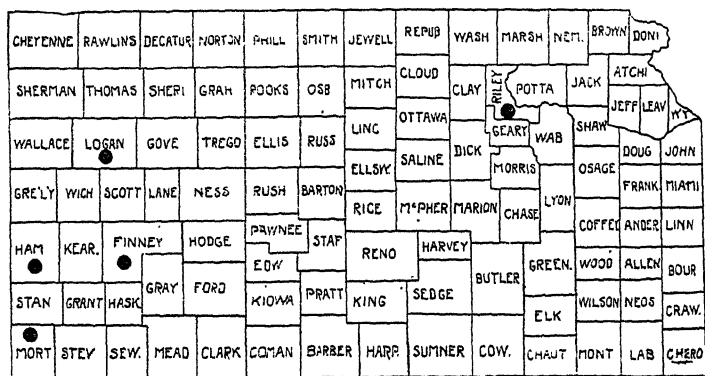 CHEYENNE RAWLINS DECATUR NORTON PHILL SMITH JEWELL REPUB WASH MARSH NEM. BROWN DONI
SHERMAN THOMAS SHERI GRAH ROOKS OSB MITCH CLOUD CLAY RILEY POTTA JACK ATCHI
OTTAWA JEFF LEAV WY
WALLACE LOGAN GOVE TREGO ELLIS RUSS LINC GEARY WAB SHAW
SALINE DICK DOUG JOHN
ELLSW. MORRIS OSAGE
GRE'LY WICH SCOTT LANE NESS RUSH BARTON FRANK MIAMI
RICE McPHER MARION CHASE LYON
COFFEE ANDER LINN
HAM KEAR. FINNEY HODGE PAWNEE STAF RENO HARVEY
EDW GREEN. WOOD ALLEN BOUR
STAN GRANT HASK GRAY FORD KIOWA PRATT KING SEDGE BUTLER
WILSON NEOS CRAW.
ELK
MORT STEV SEW. MEAD CLARK COMAN BARBER HARP. SUMNER COW. CHAUT MONT LAB CHERO